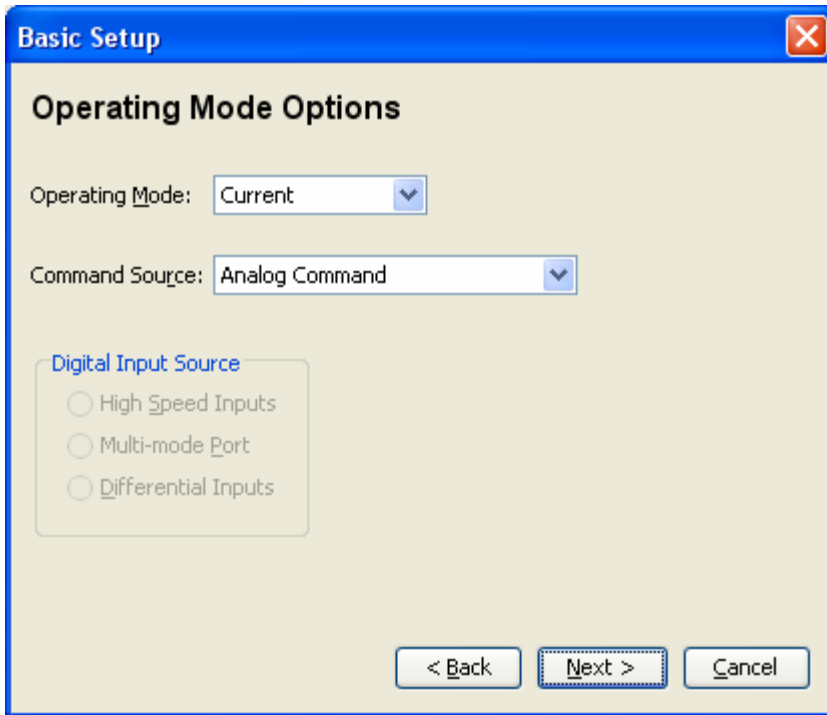 Basic Setup
Operating Mode Options
Operating Mode: Current
Command Source: Analog Command
Digital Input Source
High Speed Inputs
Multi-mode Port
Differential Inputs
< Back Next > Cancel